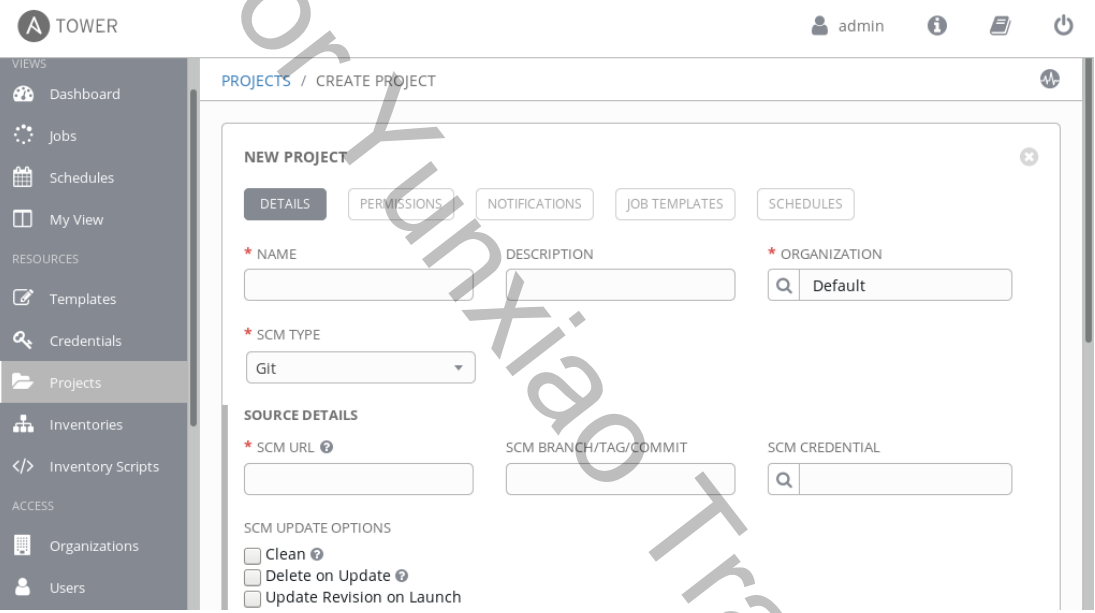 TOWER
admin
VIEWS
Dashboard
Jobs
Schedules
My View
RESOURCES
Templates
Credentials
Projects
Inventories
Inventory Scripts
ACCESS
Organizations
Users
PROJECTS / CREATE PROJECT
NEW PROJECT
DETAILS PERMISSIONS NOTIFICATIONS JOB TEMPLATES SCHEDULES
* NAME DESCRIPTION * ORGANIZATION
Default
* SCM TYPE
Git
SOURCE DETAILS
* SCM URL ? SCM BRANCH/TAG/COMMIT SCM CREDENTIAL
SCM UPDATE OPTIONS
Clean ?
Delete on Update ?
Update Revision on Launch
or Yunxiao Tra